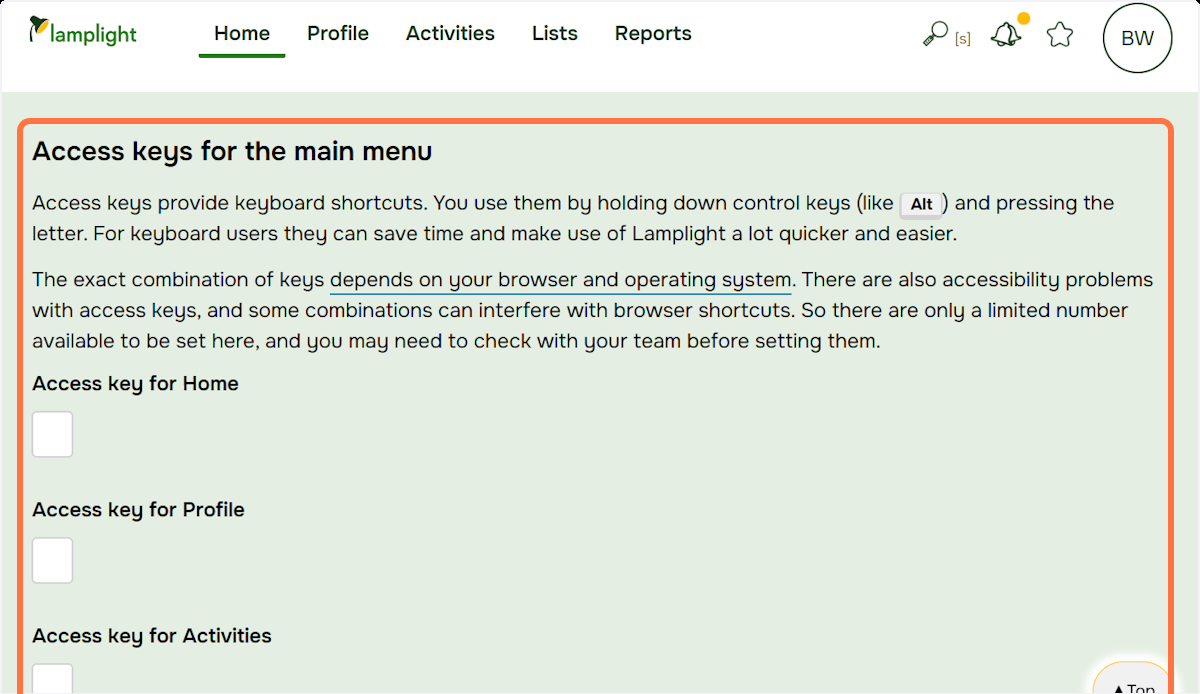 lamplight
Home
Profile
Activities
Lists
Reports
[s]
BW
Access keys for the main menu
Access keys provide keyboard shortcuts. You use them by holding down control keys (like Alt) and pressing the
letter. For keyboard users they can save time and make use of Lamplight a lot quicker and easier.
The exact combination of keys depends on your browser and operating system. There are also accessibility problems
with access keys, and some combinations can interfere with browser shortcuts. So there are only a limited number
available to be set here, and you may need to check with your team before setting them.
Access key for Home
Access key for Profile
Access key for Activities
▲Top